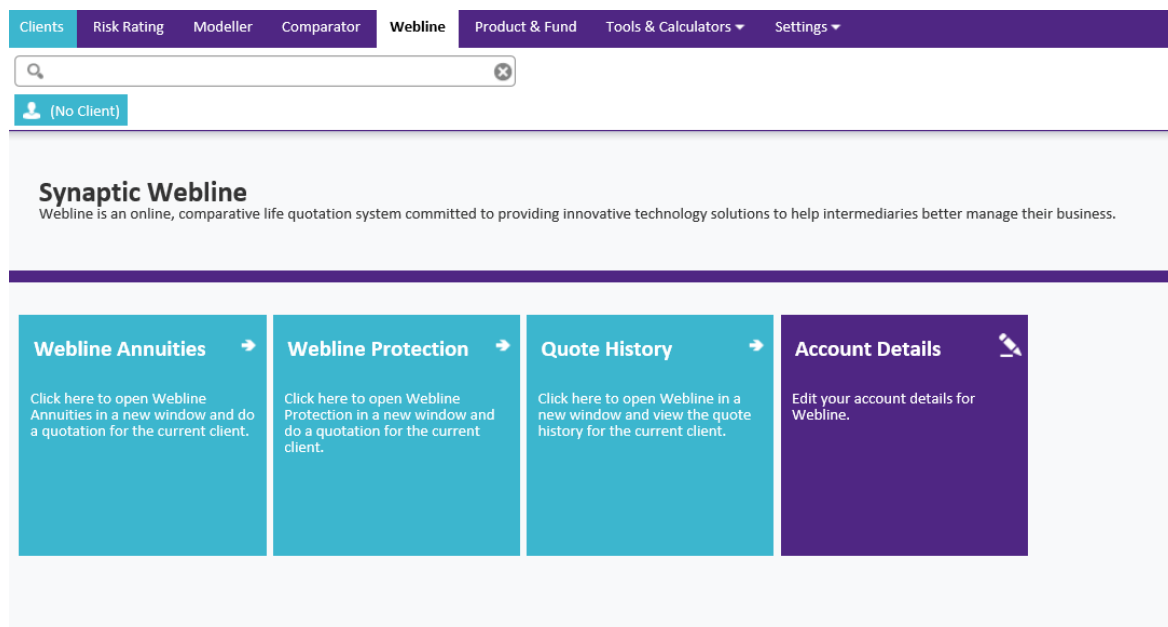 Clients Risk Rating Modeller Comparator Webline Product & Fund Tools & Calculators Settings
(No Client)
Synaptic Webline
Webline is an online, comparative life quotation system committed to providing innovative technology solutions to help intermediaries better manage their business.
Webline Annuities
Click here to open Webline
Annuities in a new window and do
a quotation for the current client.
Webline Protection
Click here to open Webline
Protection in a new window and
do a quotation for the current
client.
Quote History
Click here to open Webline in a
new window and view the quote
history for the current client.
Account Details
Edit your account details for
Webline.